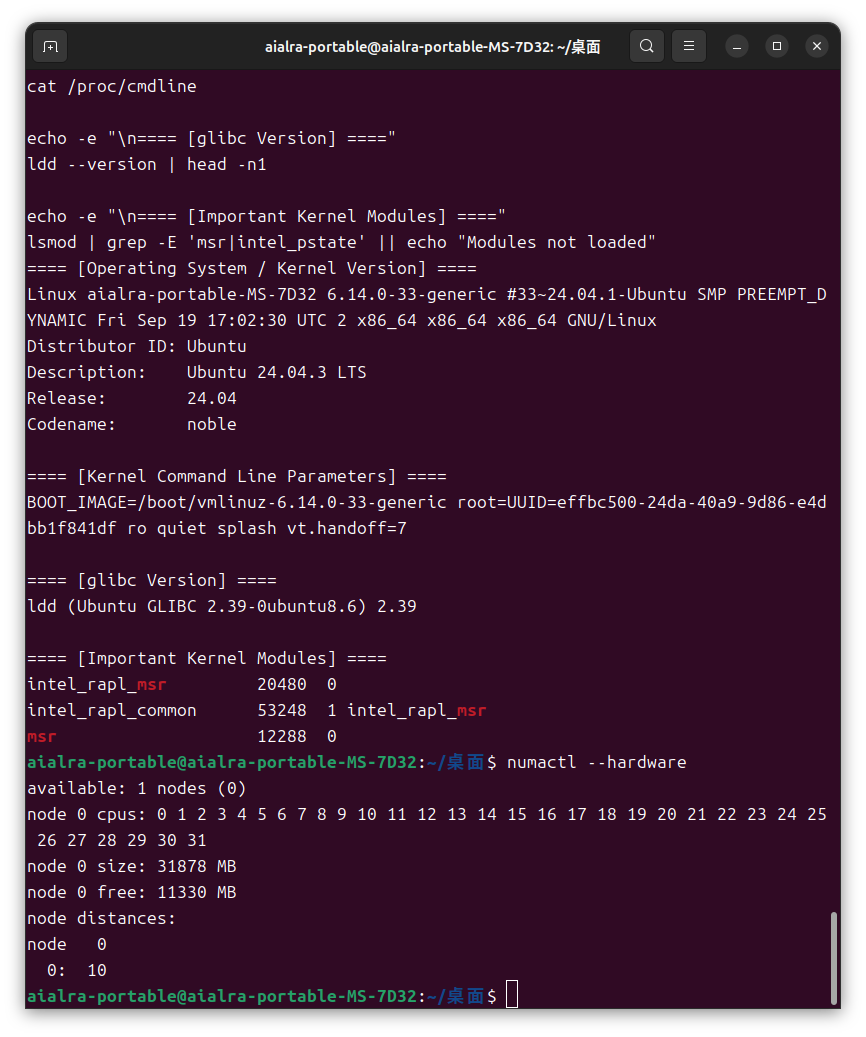 aialra-portable@aialra-portable-MS-7D32: ~/桌面
cat /proc/cmdline
echo -e "\n==== [glibc Version] ===="
ldd --version | head -n1
echo -e "\n==== [Important Kernel Modules] ===="
lsmod | grep -E 'msr|intel_pstate' || echo "Modules not loaded"
==== [Operating System / Kernel Version] ====
Linux aialra-portable-MS-7D32 6.14.0-33-generic #33~24.04.1-Ubuntu SMP PREEMPT_D
YNAMIC Fri Sep 19 17:02:30 UTC 2 x86_64 x86_64 x86_64 GNU/Linux
Distributor ID: Ubuntu
Description:    Ubuntu 24.04.3 LTS
Release:        24.04
Codename:       noble
==== [Kernel Command Line Parameters] ====
BOOT_IMAGE=/boot/vmlinuz-6.14.0-33-generic root=UUID=effbc500-24da-40a9-9d86-e4d
bb1f841df ro quiet splash vt.handoff=7
==== [glibc Version] ====
ldd (Ubuntu GLIBC 2.39-0ubuntu8.6) 2.39
==== [Important Kernel Modules] ====
intel_rapl_msr         20480  0
intel_rapl_common      53248  1 intel_rapl_msr
msr                    12288  0
aialra-portable@aialra-portable-MS-7D32:~/桌面$ numactl --hardware
available: 1 nodes (0)
node 0 cpus: 0 1 2 3 4 5 6 7 8 9 10 11 12 13 14 15 16 17 18 19 20 21 22 23 24 25
 26 27 28 29 30 31
node 0 size: 31878 MB
node 0 free: 11330 MB
node distances:
node   0
  0:  10
aialra-portable@aialra-portable-MS-7D32:~/桌面$